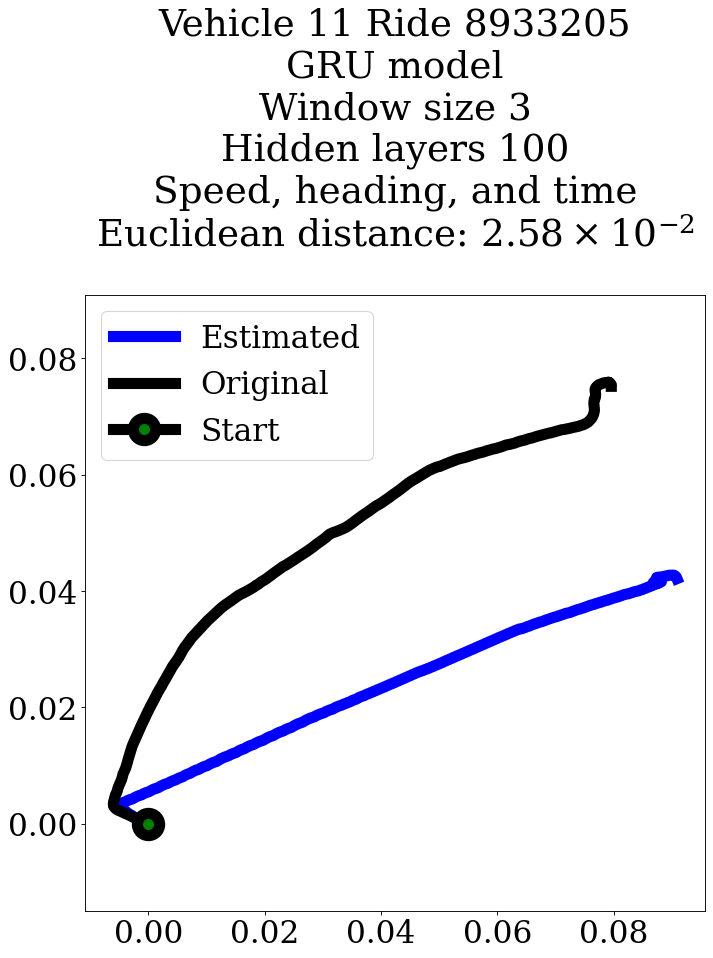 Vehicle 11 Ride 8933205
GRU model
Window size 3
Hidden layers 100
Speed, heading, and time
Euclidean distance: 2.58 × 10⁻²
Estimated
Original
Start
0.08
0.06
0.04
0.02
0.00
0.00 0.02 0.04 0.06 0.08